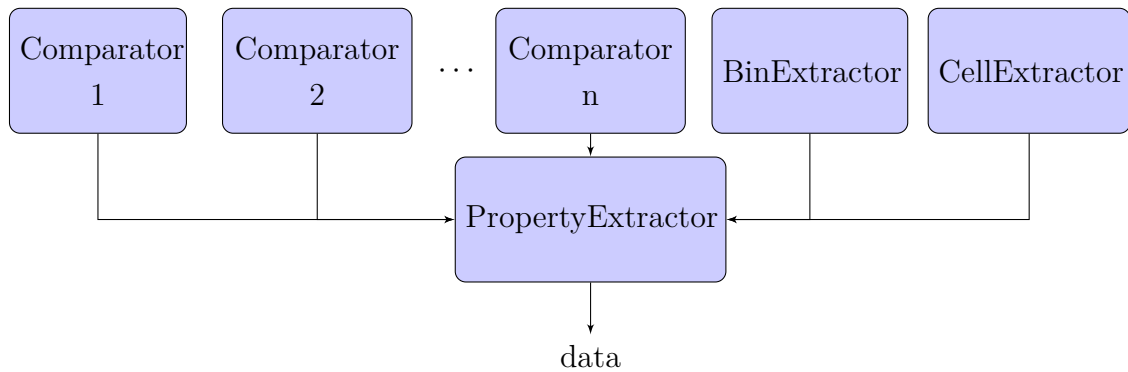 Comparator
1
Comparator
2
...
Comparator
n
BinExtractor
CellExtractor
PropertyExtractor
data